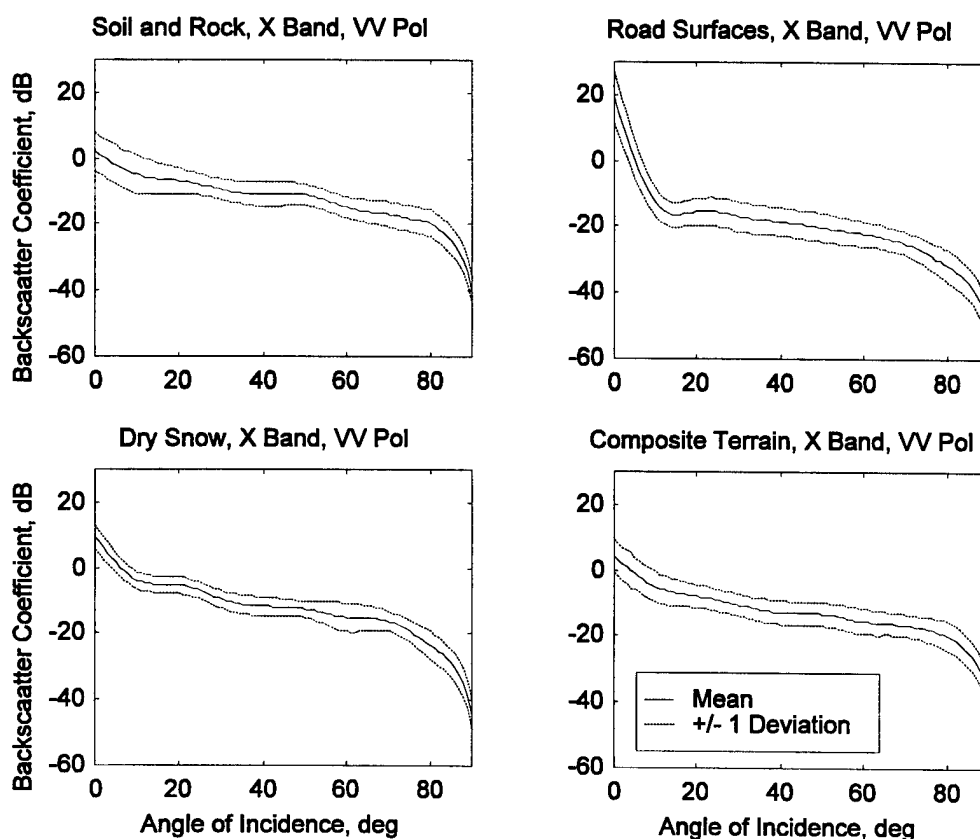 Soil and Rock, X Band, VV Pol
Backscaatter Coefficient, dB
20
0
-20
-40
-60
0 20 40 60 80
Road Surfaces, X Band, VV Pol
20
0
-20
-40
-60
0 20 40 60 80
Dry Snow, X Band, VV Pol
Backscaatter Coefficient, dB
20
0
-20
-40
-60
0 20 40 60 80
Angle of Incidence, deg
Composite Terrain, X Band, VV Pol
20
0
-20
-40
-60
Mean
+/- 1 Deviation
0 20 40 60 80
Angle of Incidence, deg